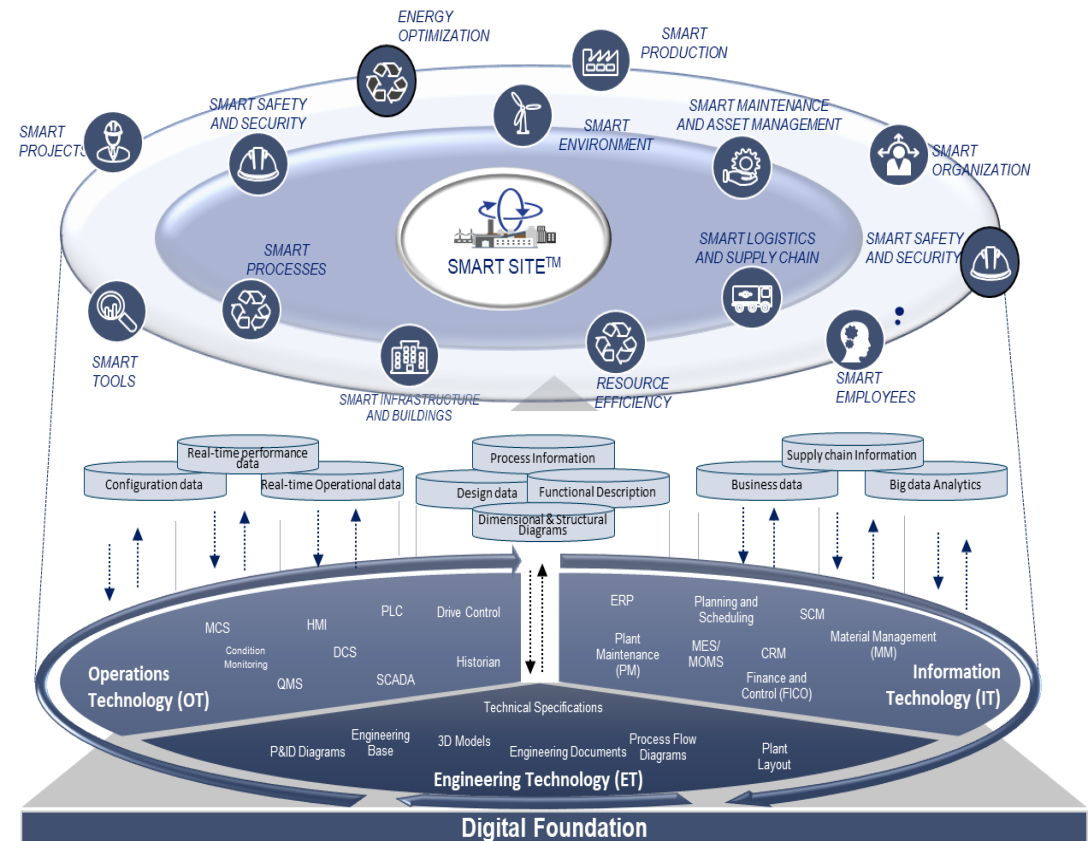 ENERGY
OPTIMIZATION
SMART
PRODUCTION
SMART SAFETY
AND SECURITY
SMART MAINTENANCE
AND ASSET MANAGEMENT
SMART
PROJECTS
SMART
ENVIRONMENT
SMART
ORGANIZATION
SMART
PROCESSES
SMART SITE™
SMART LOGISTICS
AND SUPPLY CHAIN
SMART SAFETY
AND SECURITY
SMART
TOOLS
SMART INFRASTRUCTURE
AND BUILDINGS
RESOURCE
EFFICIENCY
SMART
EMPLOYEES
Real-time performance
data
Configuration data
Real-time Operational data
Process Information
Design data
Functional Description
Dimensional & Structural
Diagrams
Supply chain Information
Business data
Big data Analytics
MCS
HMI
PLC
Drive Control
Condition
Monitoring
DCS
Historian
QMS
SCADA
Operations
Technology (OT)
ERP
Planning and
Scheduling
SCM
Plant
Maintenance
(PM)
MES/
MOMS
CRM
Material Management
(MM)
Finance and
Control (FICO)
Information
Technology (IT)
Technical Specifications
P&ID Diagrams
Engineering
Base
3D Models
Engineering Documents
Process Flow
Diagrams
Plant
Layout
Engineering Technology (ET)
Digital Foundation